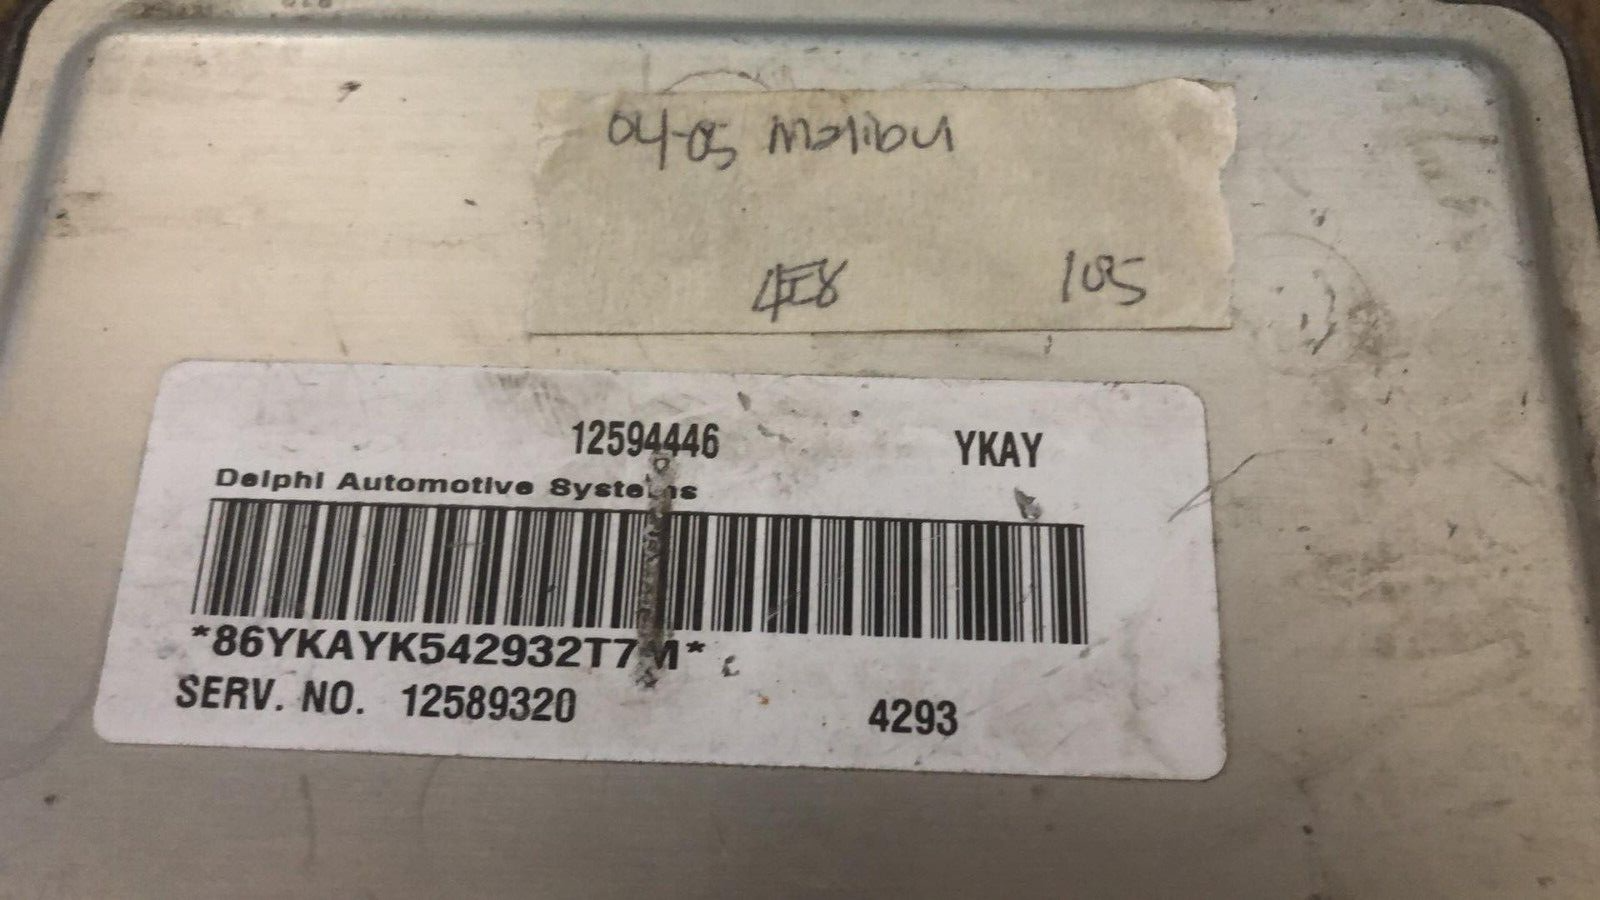 04-05 Malibu
4E8 105
12594446 YKAY
Delphi Automotive Systems
*86YKAYK542932T7M*
SERV. NO. 12589320 4293